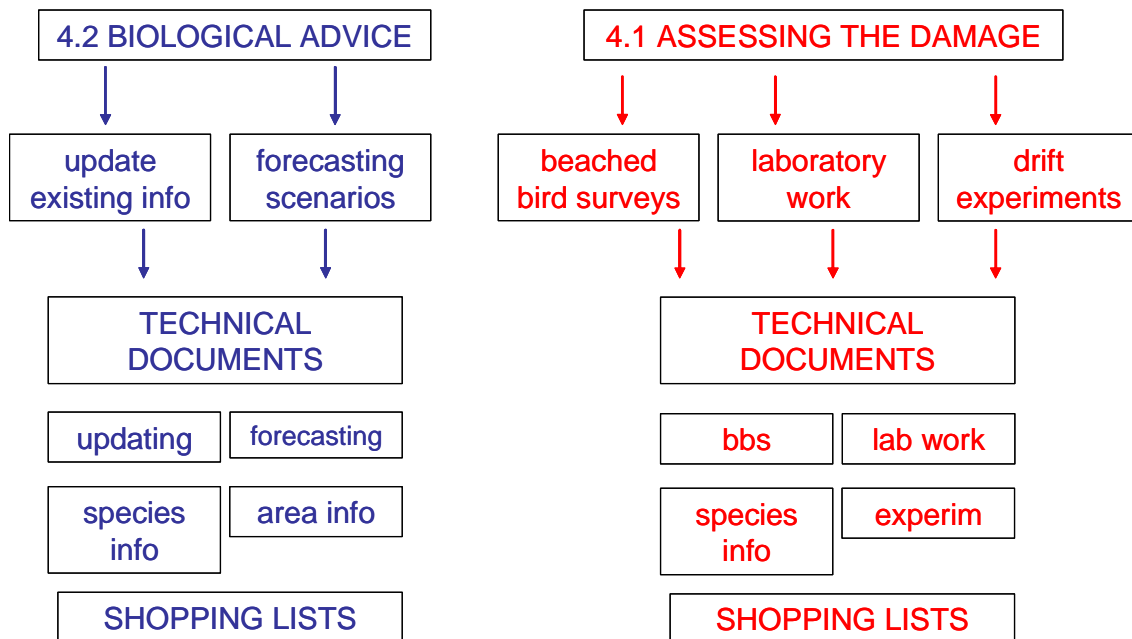 4.2 BIOLOGICAL ADVICE
update
existing info
forecasting
scenarios
TECHNICAL
DOCUMENTS
updating
forecasting
species
info
area info
SHOPPING LISTS
4.1 ASSESSING THE DAMAGE
beached
bird surveys
laboratory
work
drift
experiments
TECHNICAL
DOCUMENTS
bbs
lab work
species
info
experim
SHOPPING LISTS